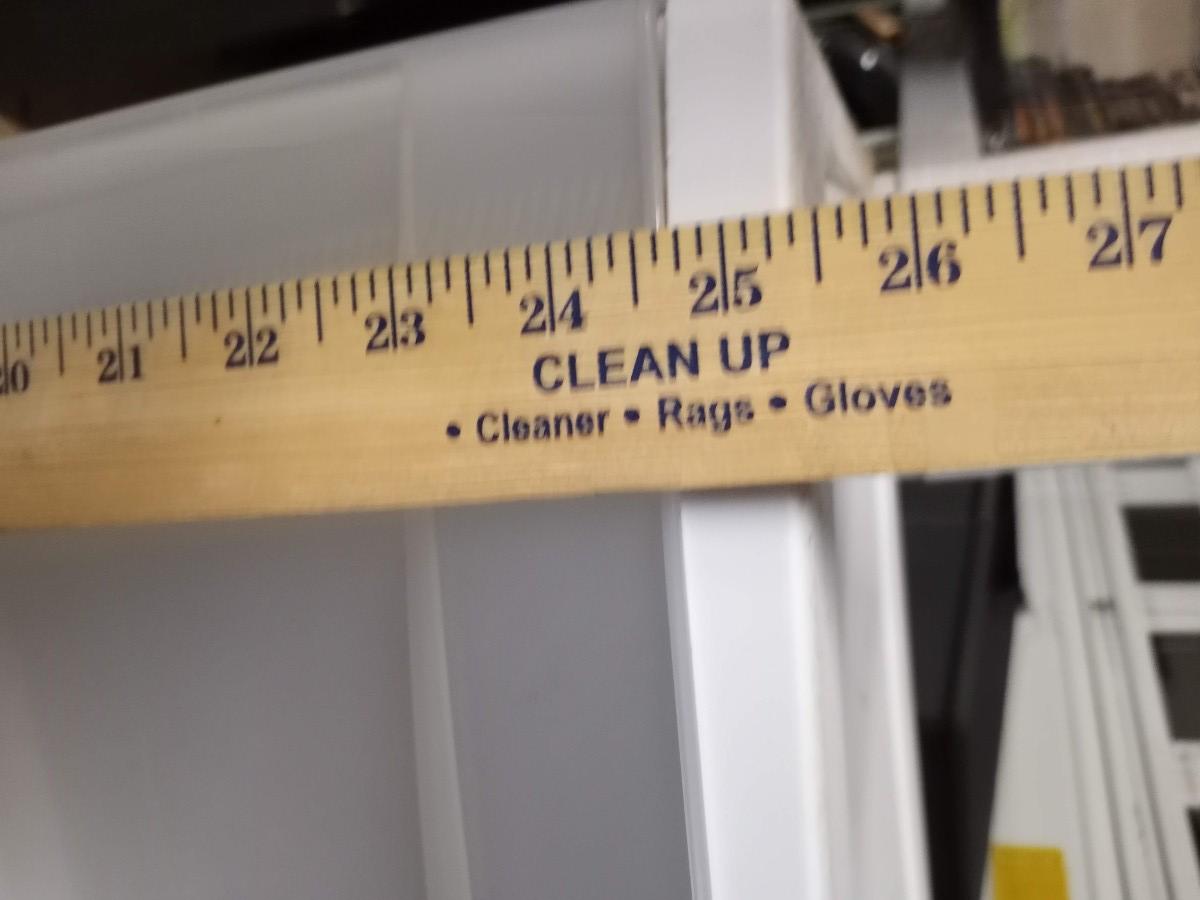 20 21 22 23 24 25 26 27
CLEAN UP
• Cleaner • Rags • Gloves